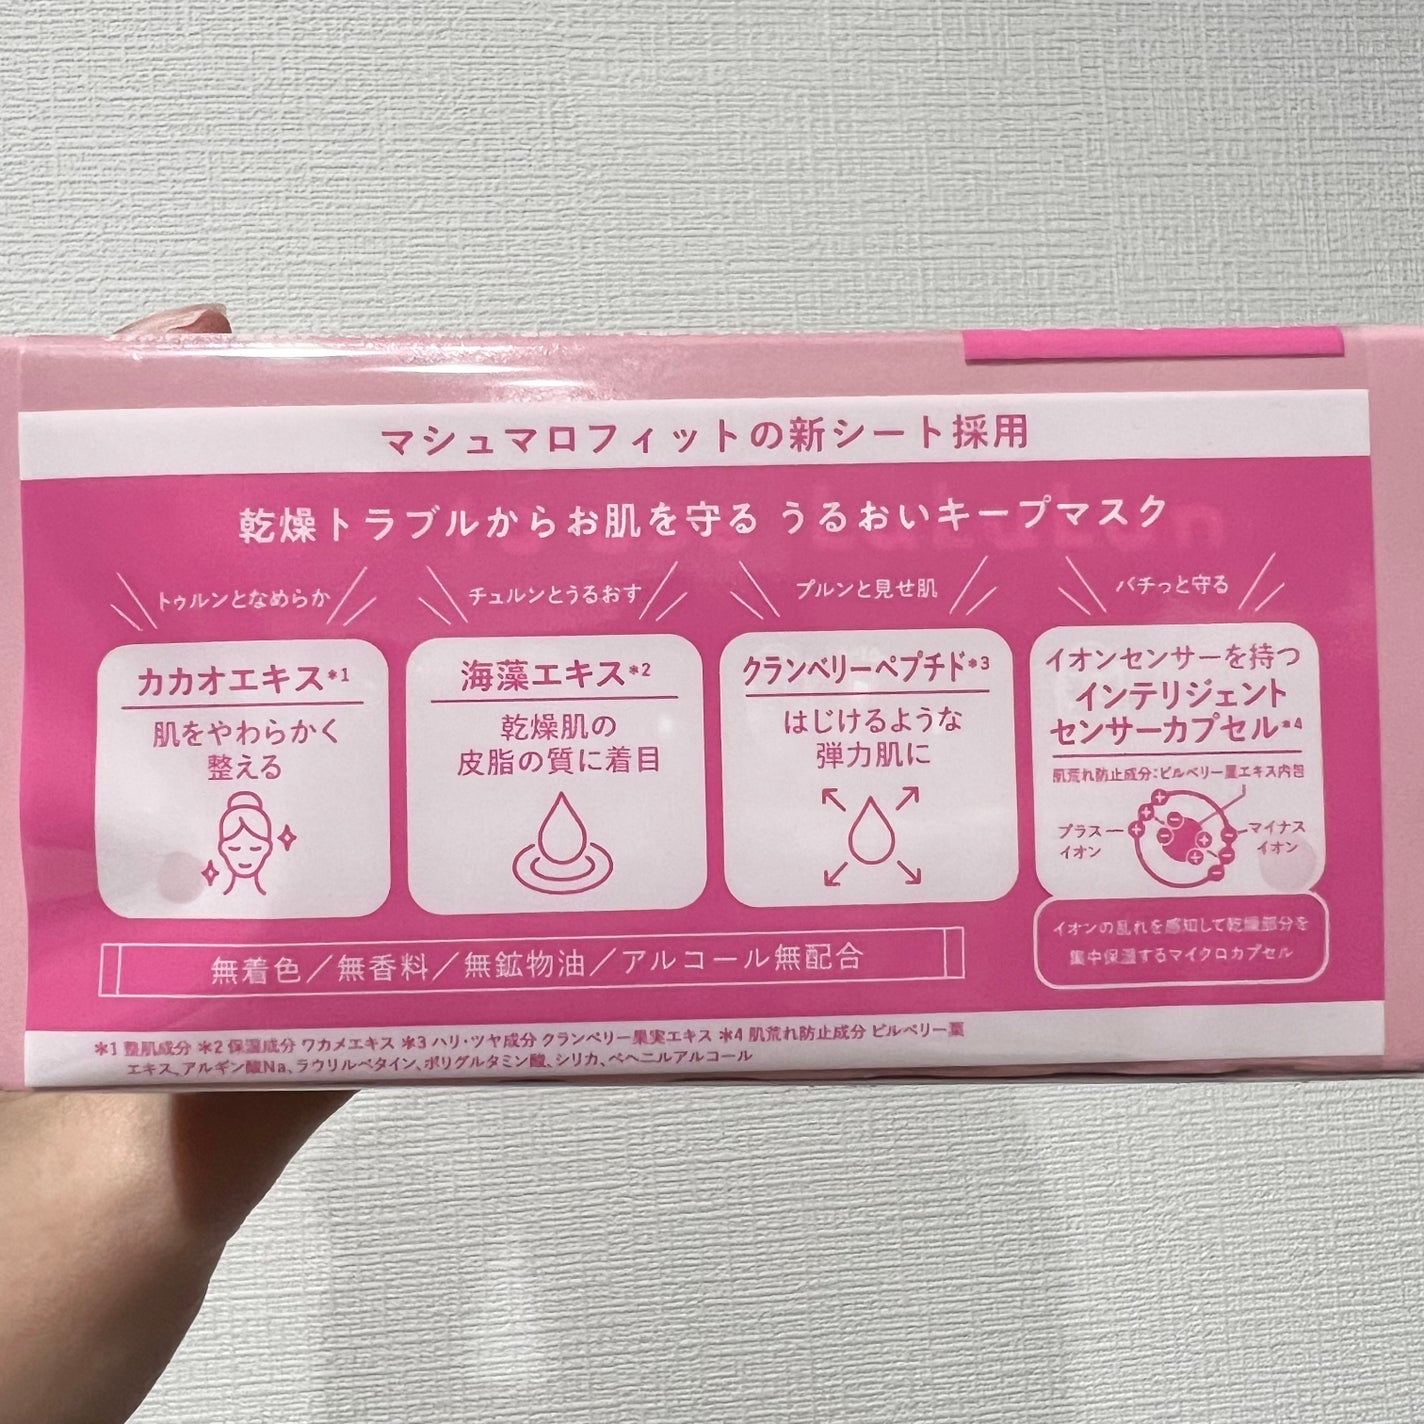 マシュマロフィットの新シート採用
乾燥トラブルからお肌を守る うるおいキープマスク
トゥルンとなめらか
カカオエキス*1
肌をやわらかく
整える
チュルンとうるおす
海藻エキス*2
乾燥肌の
皮脂の質に着目
プルンと見せ肌
クランベリーペプチド*3
はじけるような
弾力肌に
バチっと守る
イオンセンサーを持つ
インテリジェント
センサーカプセル*4
肌荒れ防止成分:ビルベリー葉エキス内包
プラス
イオン
マイナス
イオン
イオンの乱れを感知して乾燥部分を
集中保湿するマイクロカプセル
無着色／無香料／無鉱物油／アルコール無配合
*1 整肌成分 *2 保湿成分 ワカメエキス *3 ハリ・ツヤ成分 クランベリー果実エキス *4 肌荒れ防止成分 ビルベリー葉
エキス、アルギン酸Na、ラウリルベタイン、ポリグルタミン酸、シリカ、ベヘニルアルコール